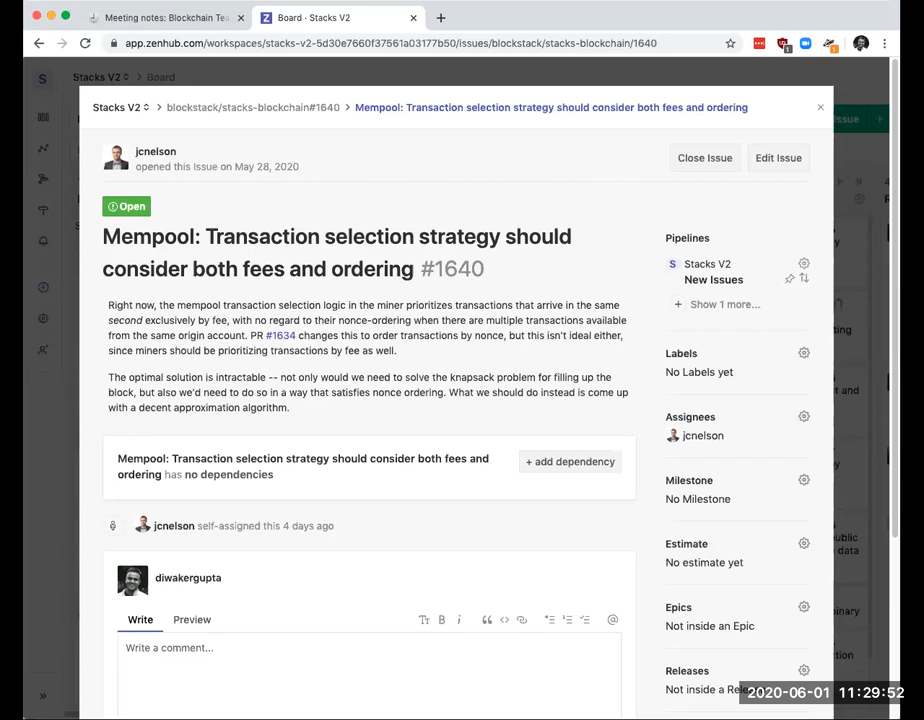 Meeting notes: Blockchain Tea
Board · Stacks V2
app.zenhub.com/workspaces/stacks-v2-5d30e7660f37561a03177b50/issues/blockstack/stacks-blockchain/1640
S
Stacks V2
Board
Stacks V2
blockstack/stacks-blockchain#1640
Mempool: Transaction selection strategy should consider both fees and ordering
jcnelson
opened this Issue on May 28, 2020
Close Issue
Edit Issue
Open
Mempool: Transaction selection strategy should
consider both fees and ordering #1640
Right now, the mempool transaction selection logic in the miner prioritizes transactions that arrive in the same
second exclusively by fee, with no regard to their nonce-ordering when there are multiple transactions available
from the same origin account. PR #1634 changes this to order transactions by nonce, but this isn't ideal either,
since miners should be prioritizing transactions by fee as well.
The optimal solution is intractable -- not only would we need to solve the knapsack problem for filling up the
block, but also we'd need to do so in a way that satisfies nonce ordering. What we should do instead is come up
with a decent approximation algorithm.
Mempool: Transaction selection strategy should consider both fees and
ordering has no dependencies
+ add dependency
jcnelson self-assigned this 4 days ago
diwakergupta
Write
Preview
Write a comment...
Pipelines
S Stacks V2
New Issues
+ Show 1 more...
Labels
No Labels yet
Assignees
jcnelson
Milestone
No Milestone
Estimate
No estimate yet
Epics
Not inside an Epic
Releases
Not inside a Rele
2020-06-01 11:29:52